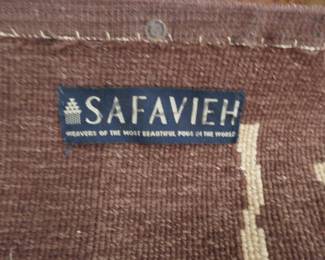 SAFAVIEH
WEAVERS OF THE MOST BEAUTIFUL RUGS IN THE WORLD